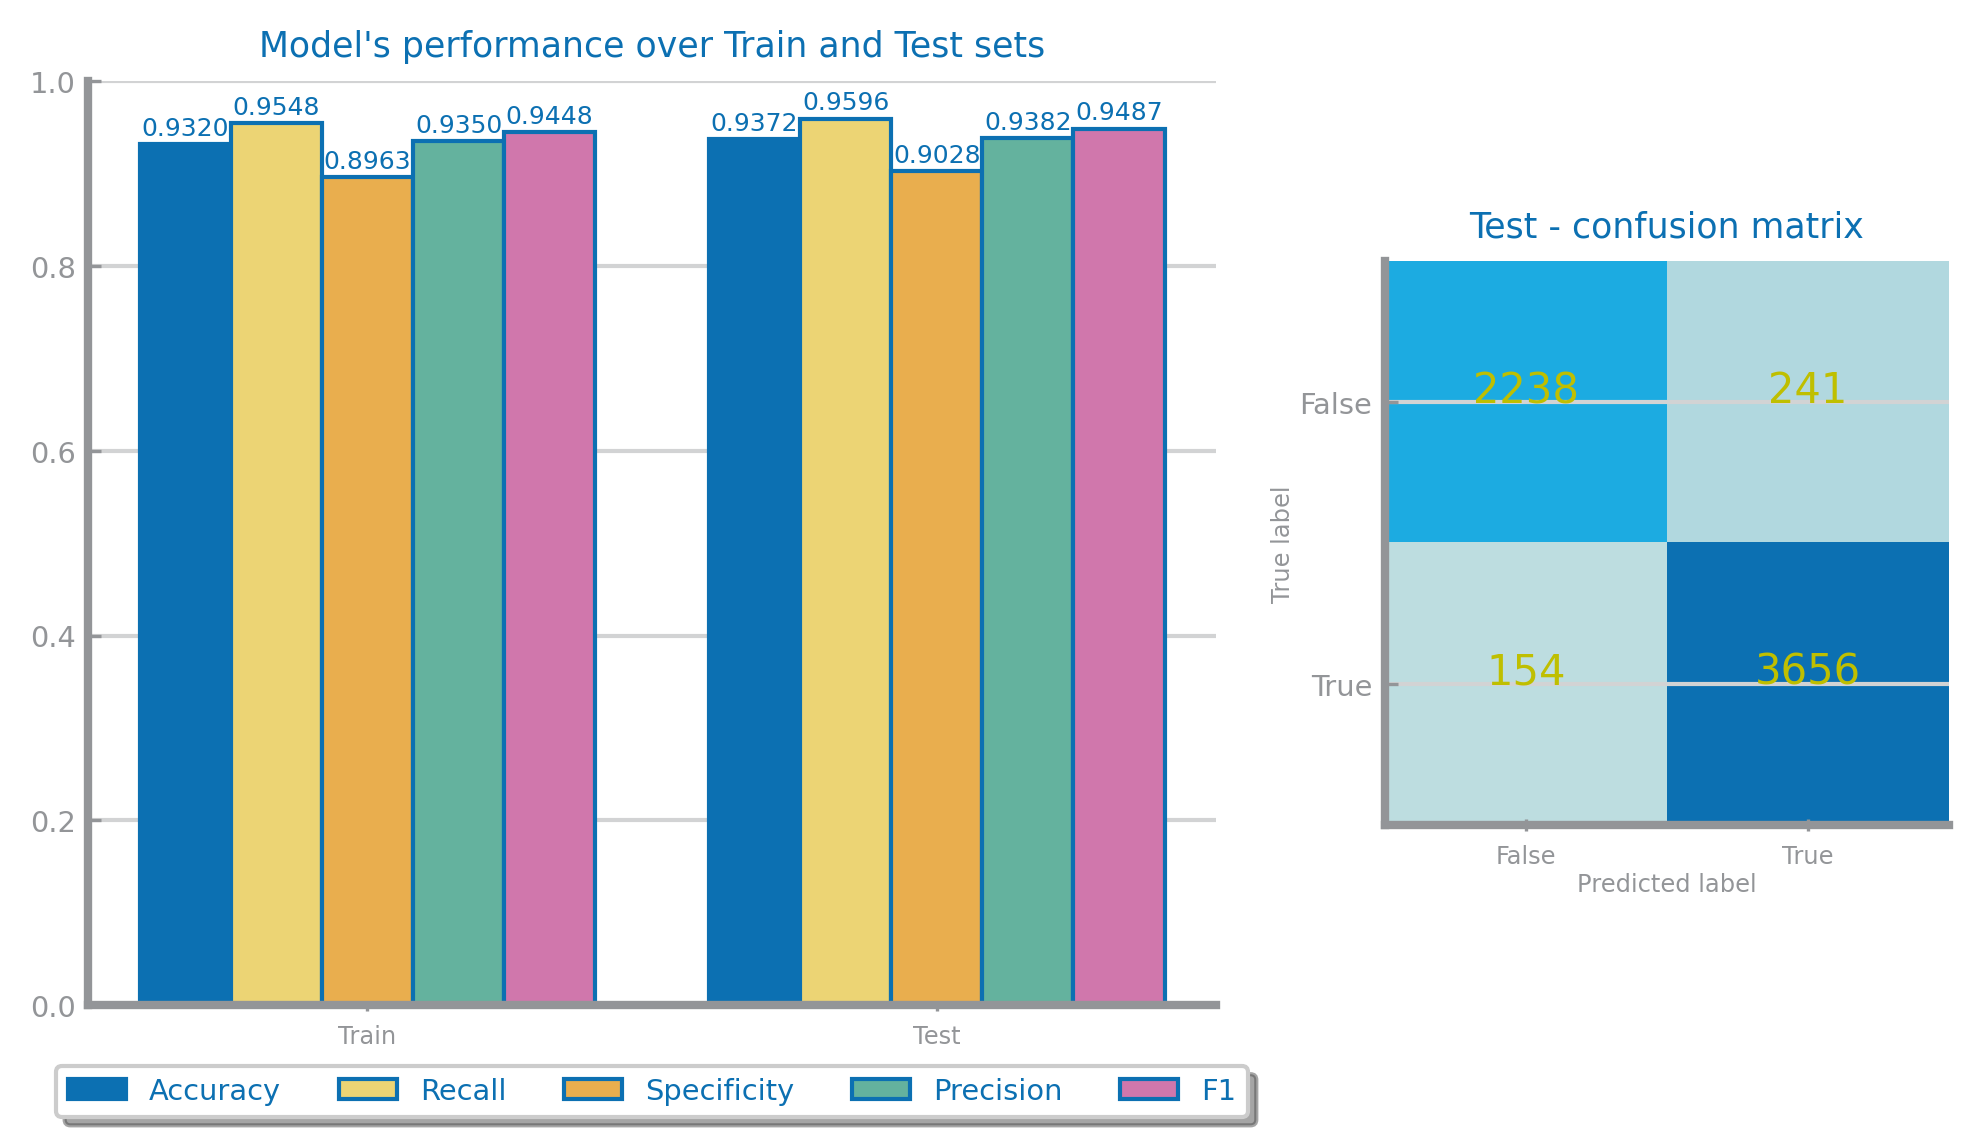 Model's performance over Train and Test sets
1.0
0.8
0.6
0.4
0.2
0.0
0.9320 0.9548 0.8963 0.9350 0.9448 0.9372 0.9596 0.9028 0.9382 0.9487
Train Test
Accuracy Recall Specificity Precision F1
Test - confusion matrix
True label
False 2238 241
True 154 3656
False True
Predicted label